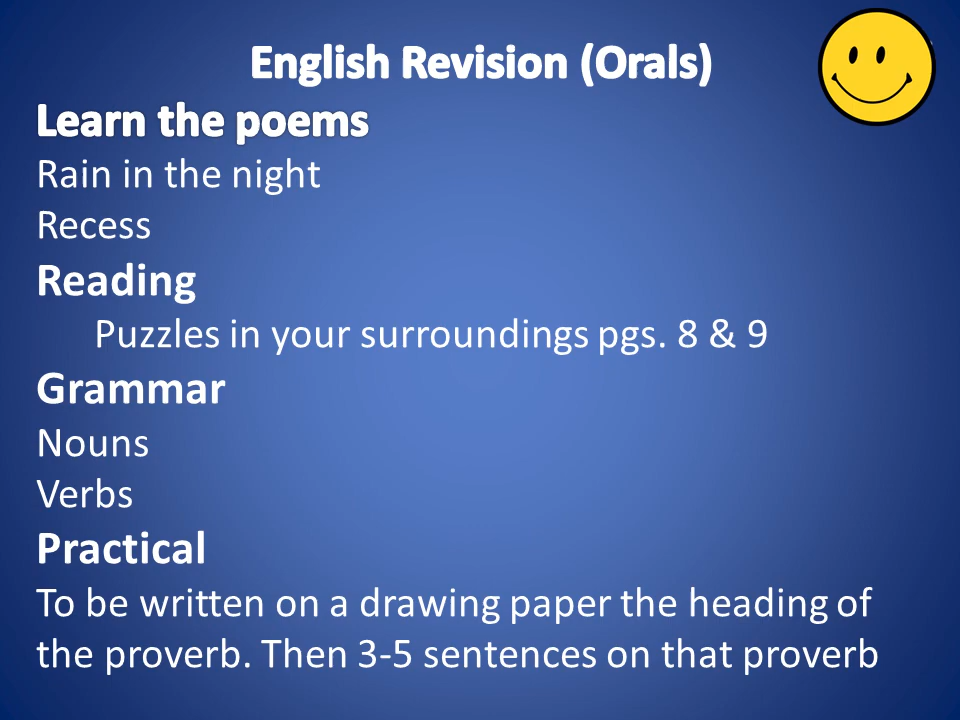 English Revision (Orals)
Learn the poems
Rain in the night
Recess
Reading
Puzzles in your surroundings pgs. 8 & 9
Grammar
Nouns
Verbs
Practical
To be written on a drawing paper the heading of
the proverb. Then 3-5 sentences on that proverb